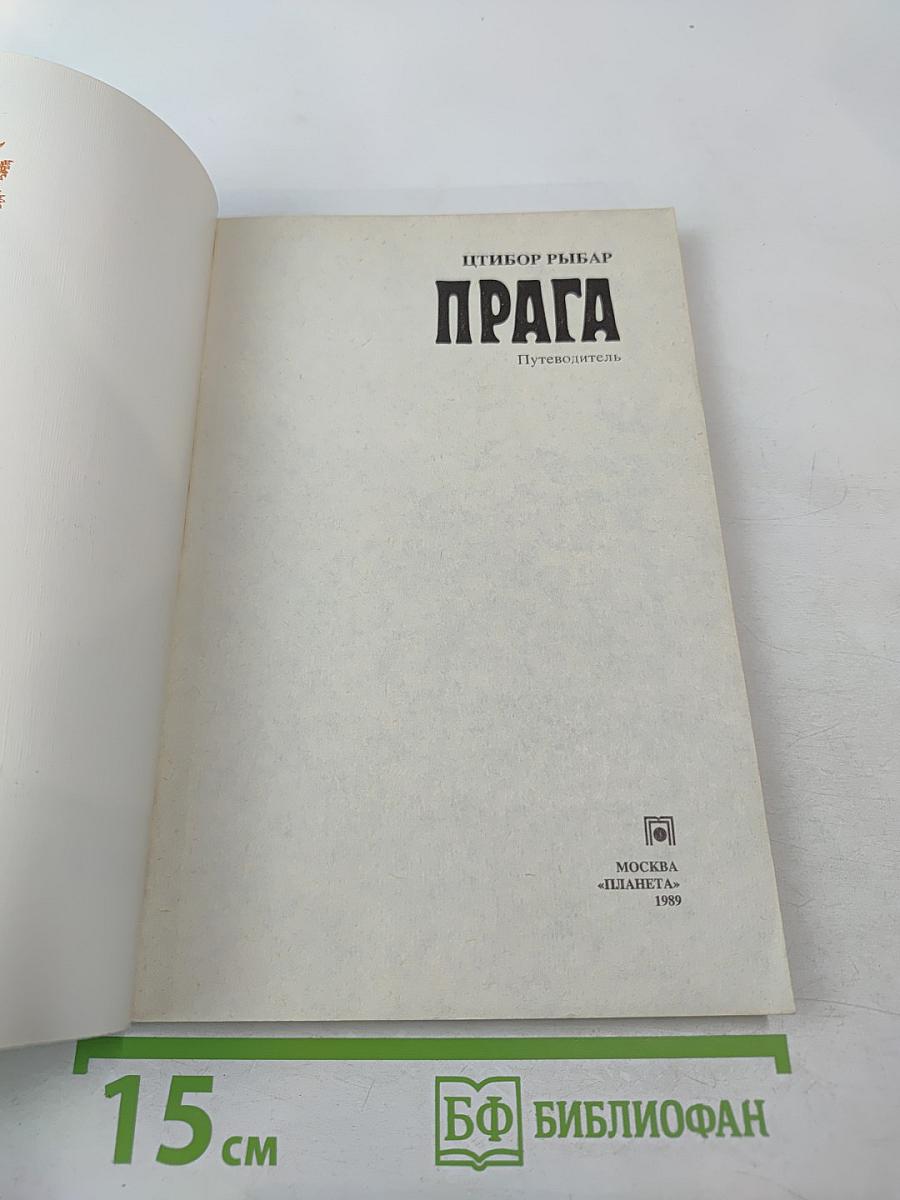 ЦТИБОР РЫБАР
ПРАГА
Путеводитель
МОСКВА
«ПЛАНЕТА»
1989
15 см
БФ БИБЛИОФАН